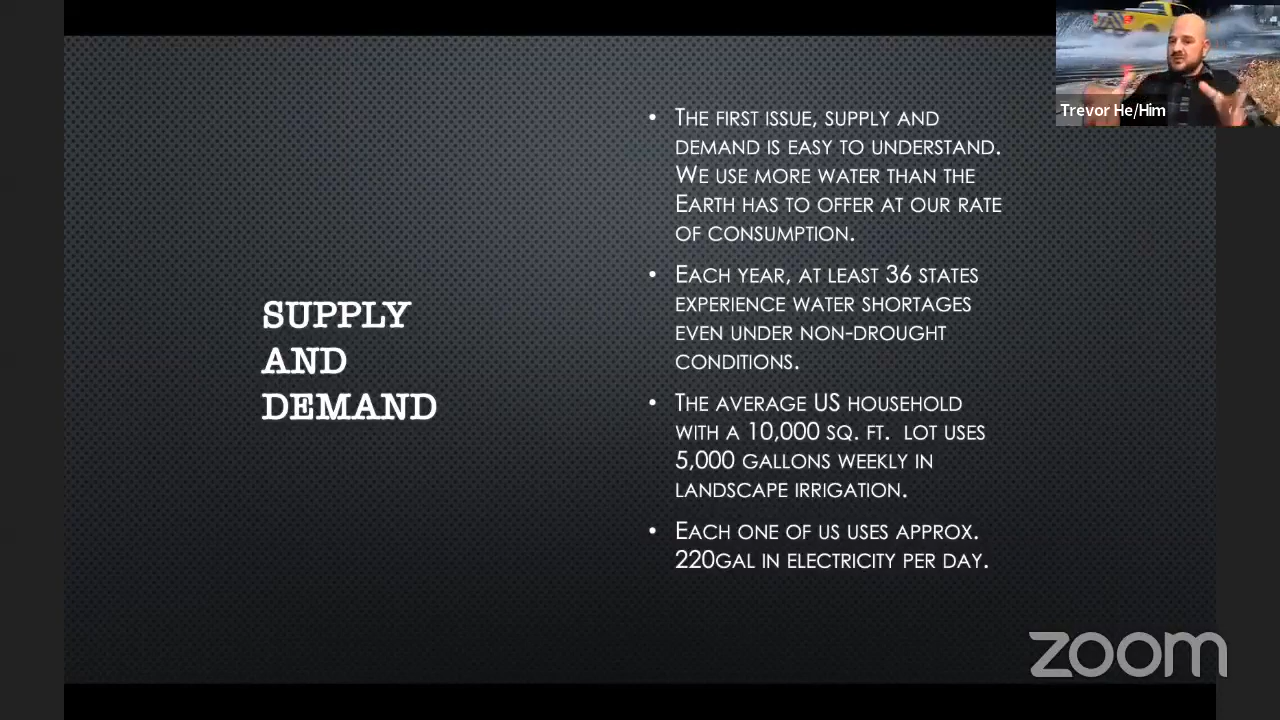 Trevor He/Him
SUPPLY
AND
DEMAND
• The first issue, supply and
demand is easy to understand.
We use more water than the
Earth has to offer at our rate
of consumption.
• Each year, at least 36 states
experience water shortages
even under non-drought
conditions.
• The average US household
with a 10,000 sq. ft. lot uses
5,000 gallons weekly in
landscape irrigation.
• Each one of us uses approx.
220gal in electricity per day.
zoom